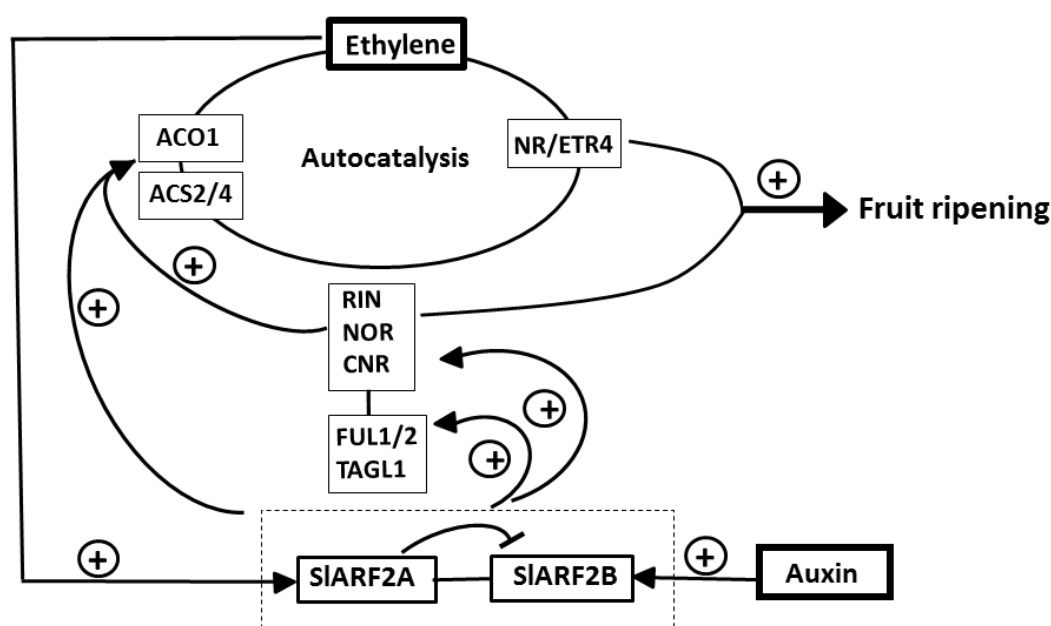 Ethylene
ACO1
ACS2/4
Autocatalysis
NR/ETR4
+
Fruit ripening
+
+
RIN
NOR
CNR
+
FUL1/2
TAGL1
+
+
SlARF2A
SlARF2B
+
Auxin